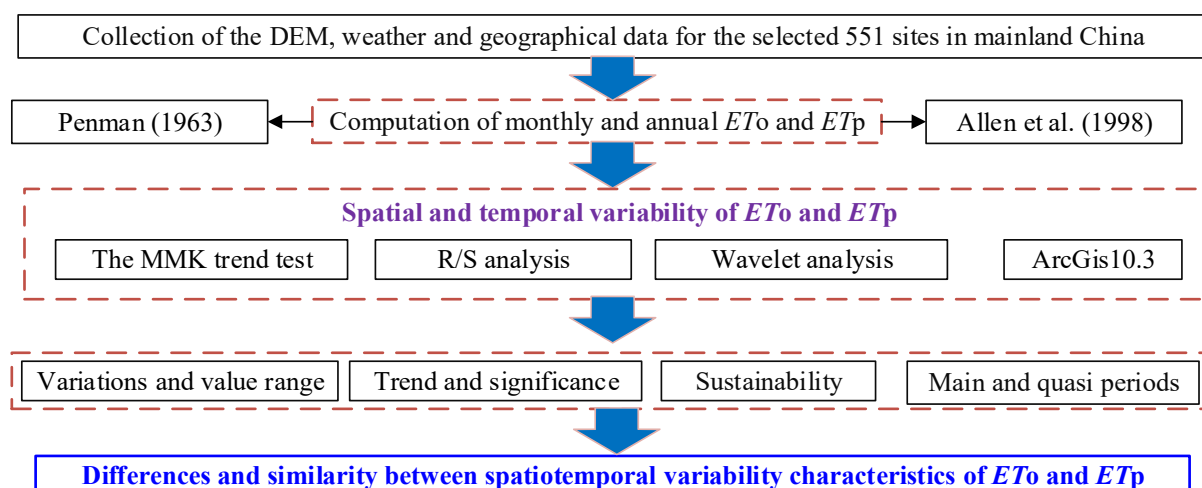 Collection of the DEM, weather and geographical data for the selected 551 sites in mainland China
Penman (1963)
Computation of monthly and annual ETo and ETp
Allen et al. (1998)
Spatial and temporal variability of ETo and ETp
The MMK trend test
R/S analysis
Wavelet analysis
ArcGis10.3
Variations and value range
Trend and significance
Sustainability
Main and quasi periods
Differences and similarity between spatiotemporal variability characteristics of ETo and ETp